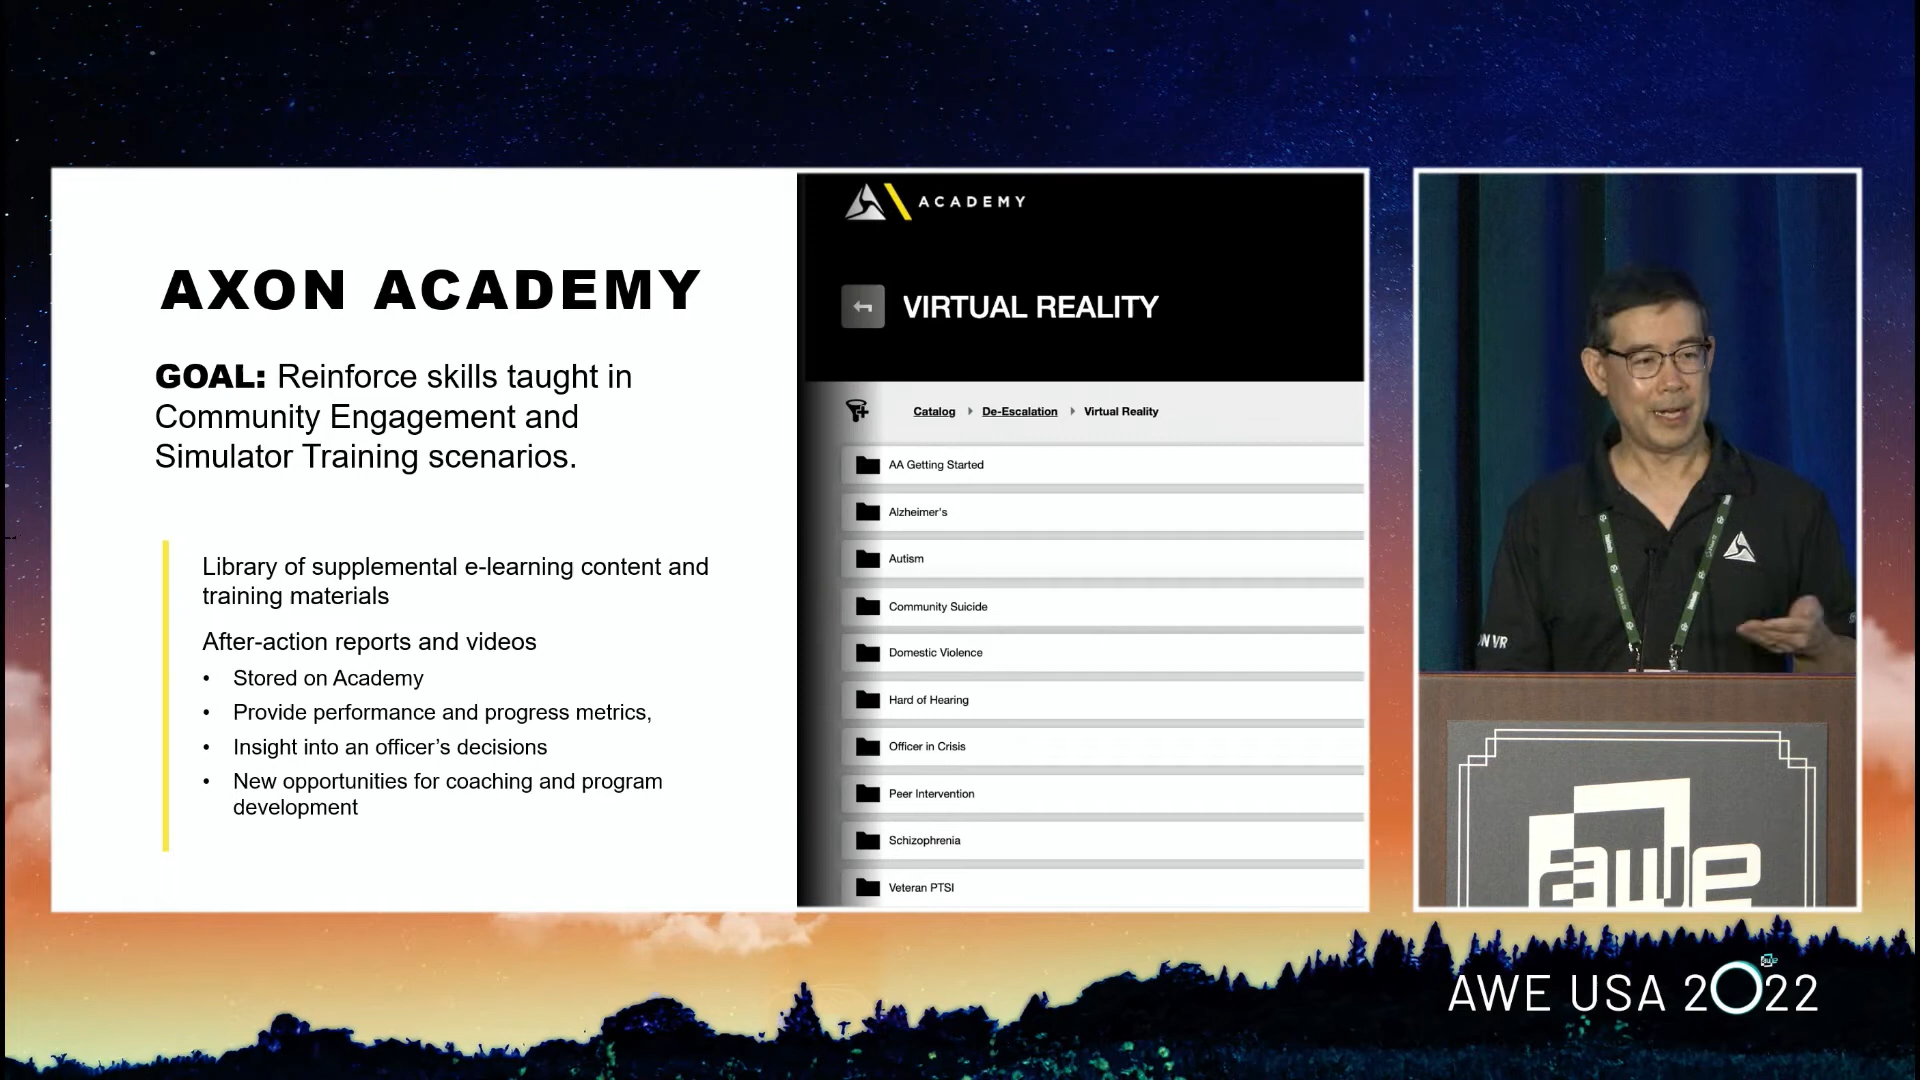 AXON ACADEMY
GOAL: Reinforce skills taught in
Community Engagement and
Simulator Training scenarios.
Library of supplemental e-learning content and
training materials
After-action reports and videos
• Stored on Academy
• Provide performance and progress metrics,
• Insight into an officer’s decisions
• New opportunities for coaching and program
development
ACADEMY
VIRTUAL REALITY
Catalog De-Escalation Virtual Reality
AA Getting Started
Alzheimer's
Autism
Community Suicide
Domestic Violence
Hard of Hearing
Officer in Crisis
Peer Intervention
Schizophrenia
Veteran PTSI
N VR
awe
AWE USA 2022